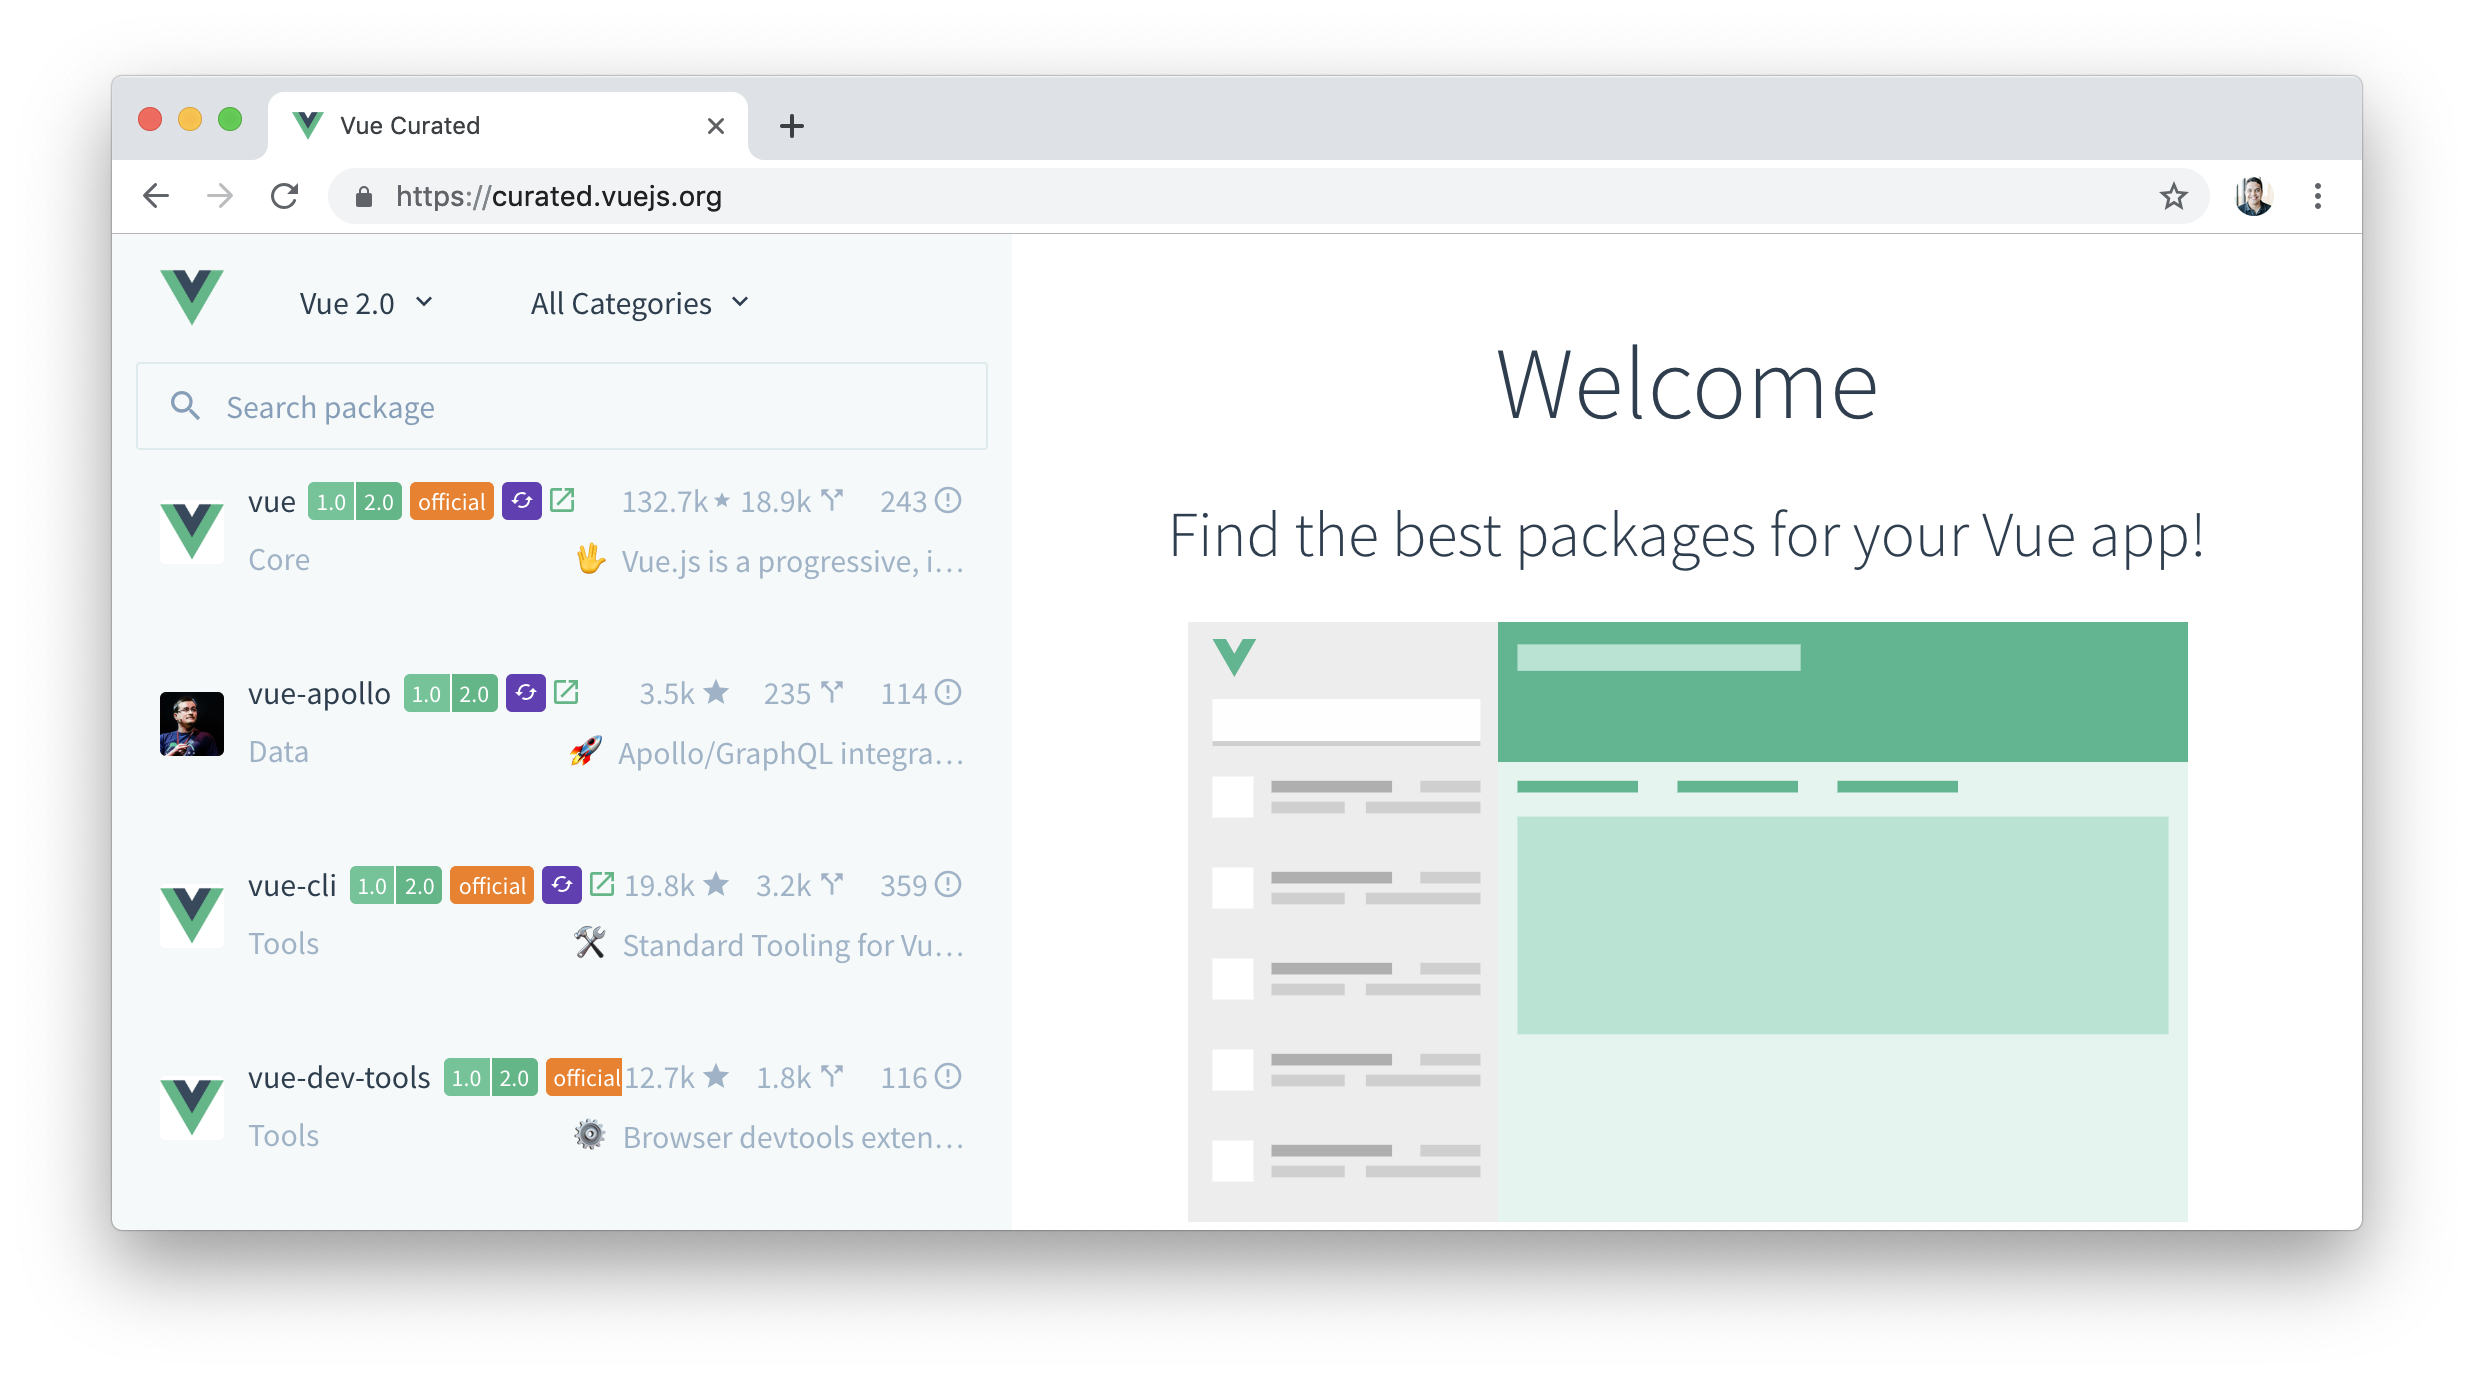 Vue Curated
https://curated.vuejs.org
Vue 2.0
All Categories
Search package
vue 1.0 2.0 official 132.7k 18.9k 243
Core Vue.js is a progressive, i…
vue-apollo 1.0 2.0 3.5k 235 114
Data Apollo/GraphQL integra…
vue-cli 1.0 2.0 official 19.8k 3.2k 359
Tools Standard Tooling for Vu…
vue-dev-tools 1.0 2.0 official 12.7k 1.8k 116
Tools Browser devtools exten…
Welcome
Find the best packages for your Vue app!